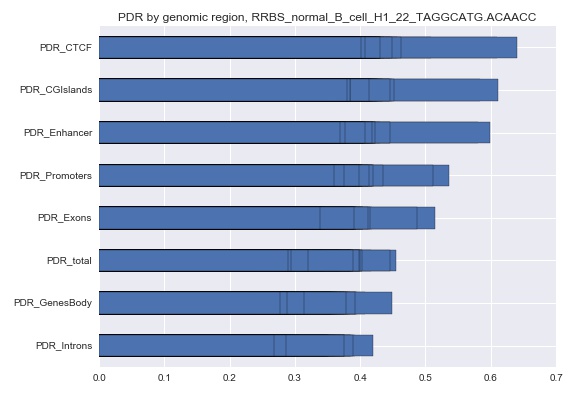 PDR by genomic region, RRBS_normal_B_cell_H1_22_TAGGCATG.ACAACC
PDR_CTCF
PDR_CGIslands
PDR_Enhancer
PDR_Promoters
PDR_Exons
PDR_total
PDR_GenesBody
PDR_Introns
0.0 0.1 0.2 0.3 0.4 0.5 0.6 0.7